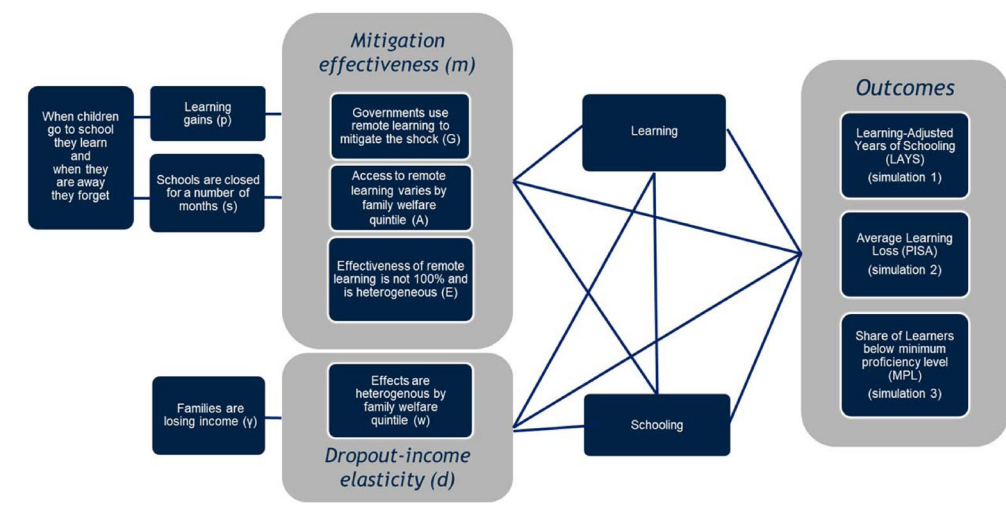 When children
go to school
they learn
and
when they
are away
they forget
Learning
gains (p)
Schools are closed
for a number of
months (s)
Mitigation
effectiveness (m)
Governments use
remote learning to
mitigate the shock (G)
Access to remote
learning varies by
family welfare
quintile (A)
Effectiveness of remote
learning is not 100% and
is heterogeneous (E)
Families are
losing income (γ)
Effects are
heterogenous by
family welfare
quintile (w)
Dropout-income
elasticity (d)
Learning
Schooling
Outcomes
Learning-Adjusted
Years of Schooling
(LAYS)
(simulation 1)
Average Learning
Loss (PISA)
(simulation 2)
Share of Learners
below minimum
proficiency level
(MPL)
(simulation 3)